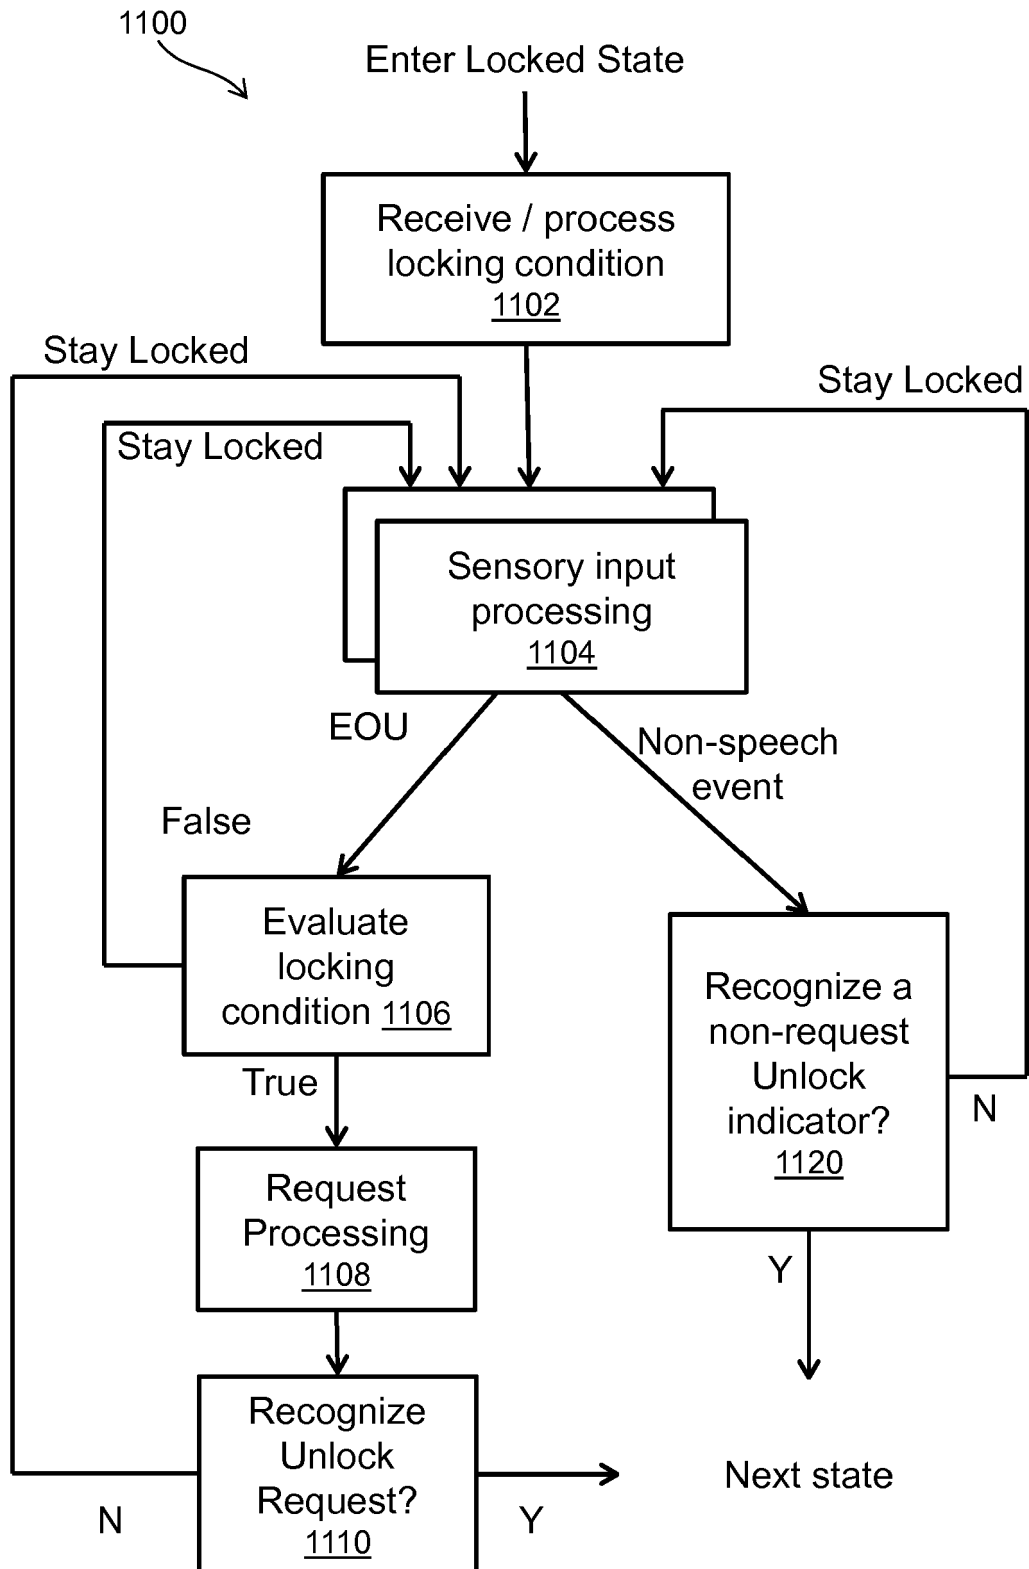 1100
Enter Locked State
Receive / process
locking condition
1102
Stay Locked
Stay Locked
Stay Locked
Sensory input
processing
1104
EOU
Non-speech
event
False
Evaluate
locking
condition 1106
Recognize a
non-request
Unlock
indicator?
1120
True
N
Request
Processing
1108
Y
Recognize
Unlock
Request?
1110
Next state
N
Y